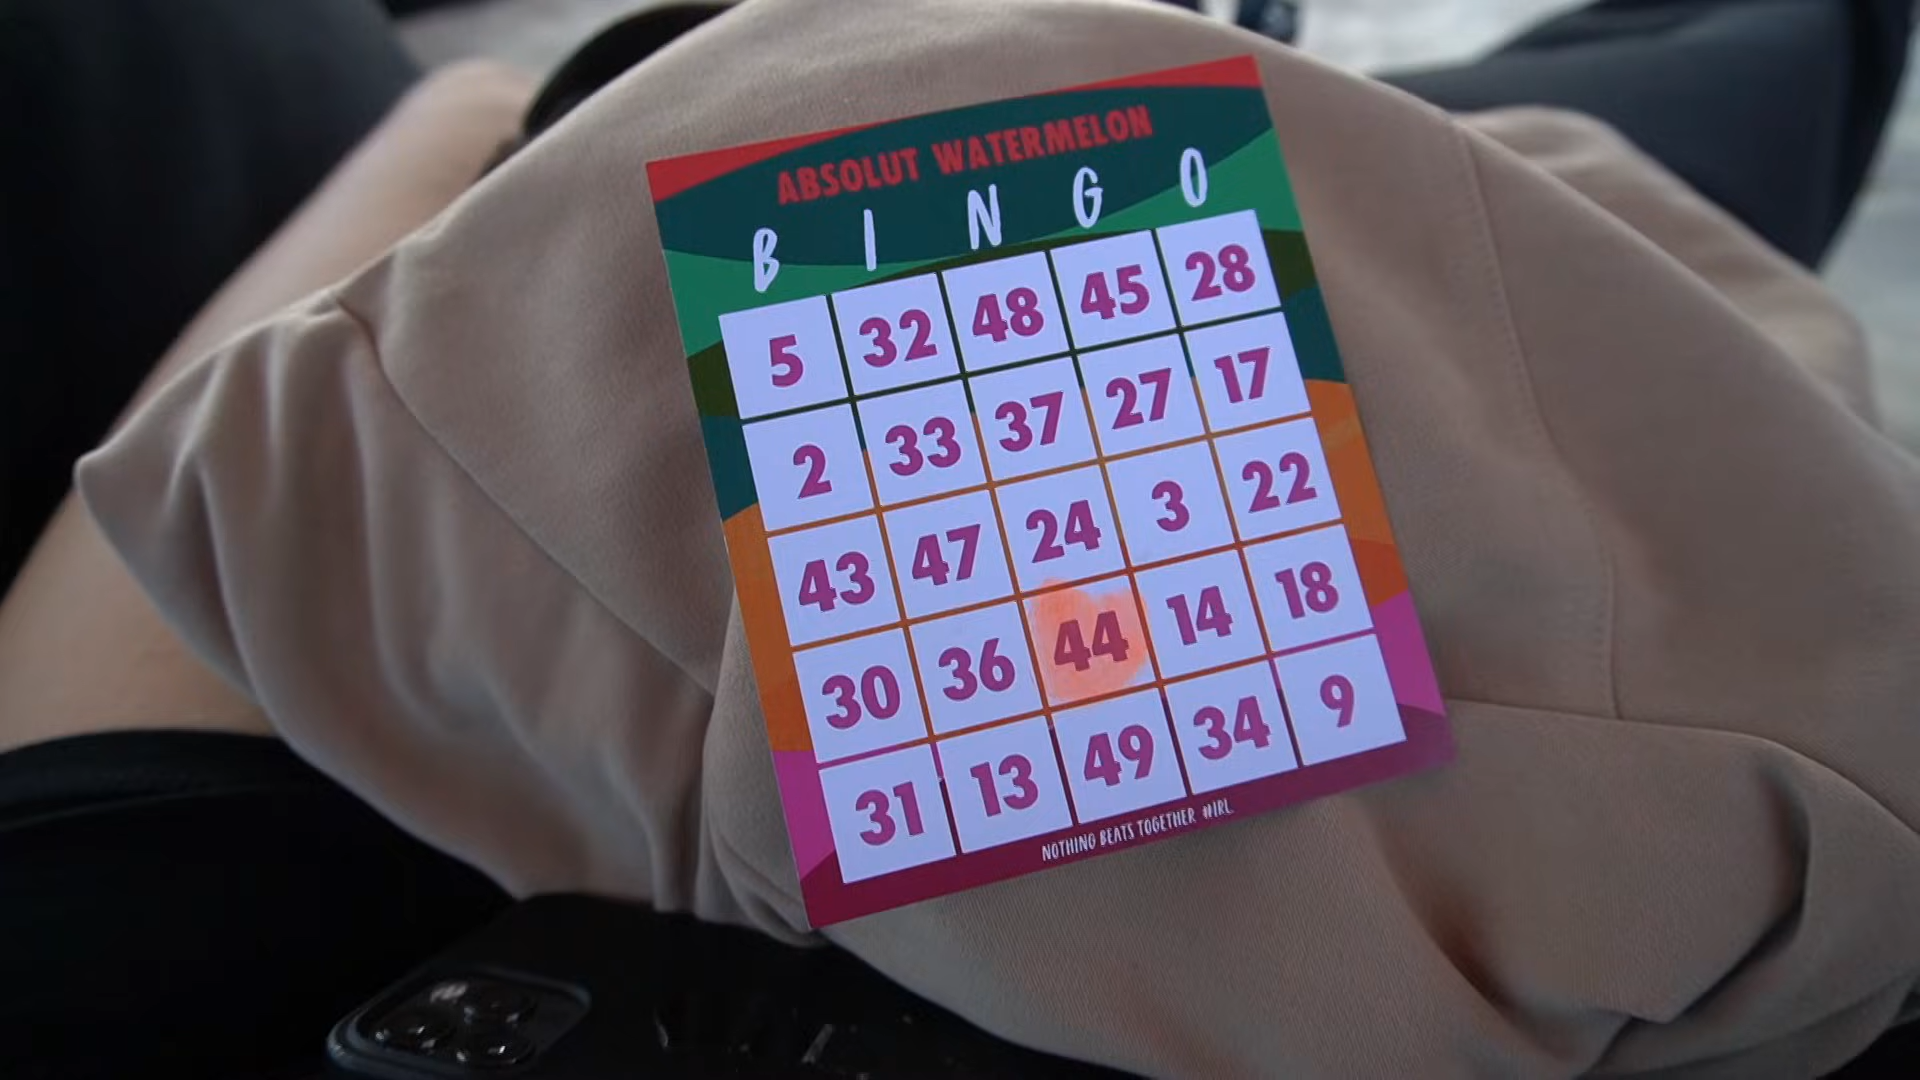 ABSOLUT WATERMELON
B I N G O
5 32 48 45 28
2 33 37 27 17
43 47 24 3 22
30 36 44 14 18
31 13 49 34 9
NOTHING BEATS TOGETHER #IRL